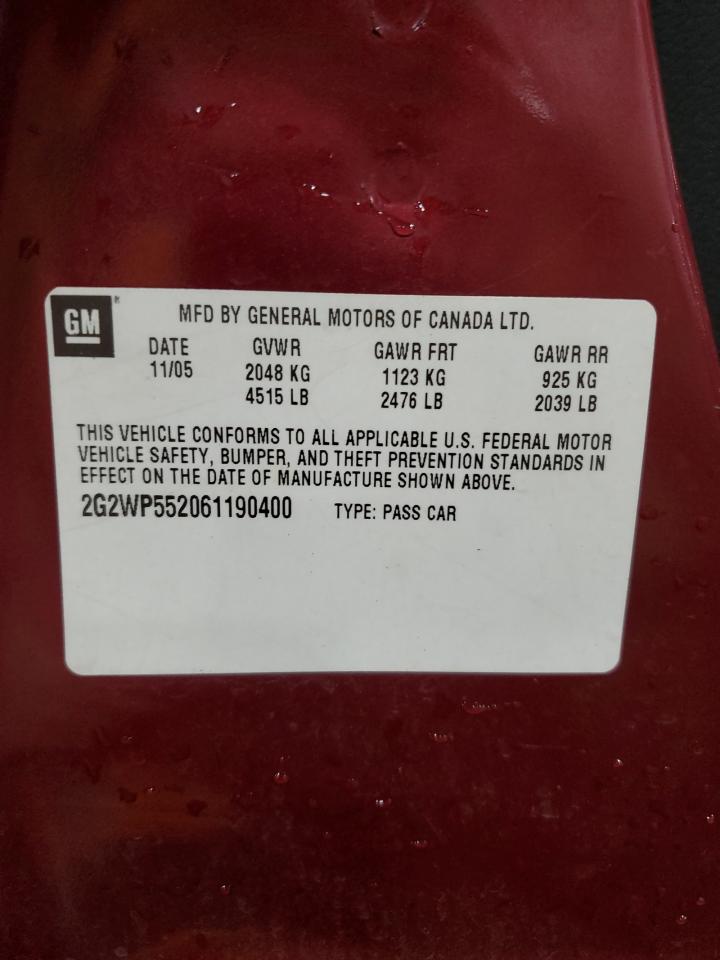 GM
MFD BY GENERAL MOTORS OF CANADA LTD.
DATE GVWR GAWR FRT GAWR RR
11/05 2048 KG 1123 KG 925 KG
4515 LB 2476 LB 2039 LB
THIS VEHICLE CONFORMS TO ALL APPLICABLE U.S. FEDERAL MOTOR
VEHICLE SAFETY, BUMPER, AND THEFT PREVENTION STANDARDS IN
EFFECT ON THE DATE OF MANUFACTURE SHOWN ABOVE.
2G2WP552061190400 TYPE: PASS CAR